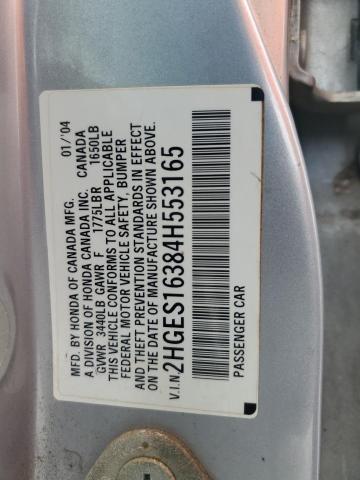 MFD. BY HONDA OF CANADA MFG. 01/'04
A DIVISION OF HONDA CANADA INC. CANADA
GVWR 3440LB GAWR F 1775LBR 1650LB
THIS VEHICLE CONFORMS TO ALL APPLICABLE
FEDERAL MOTOR VEHICLE SAFETY, BUMPER
AND THEFT PREVENTION STANDARDS IN EFFECT
ON THE DATE OF MANUFACTURE SHOWN ABOVE.
V.I.N 2HGES16384H553165
PASSENGER CAR